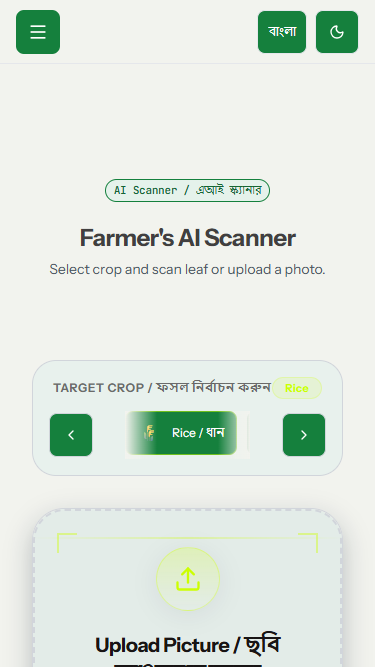 বাংলা
AI Scanner / এআই স্ক্যানার
Farmer's AI Scanner
Select crop and scan leaf or upload a photo.
TARGET CROP / ফসল নির্বাচন করুন Rice
Rice / ধান
Upload Picture / ছবি